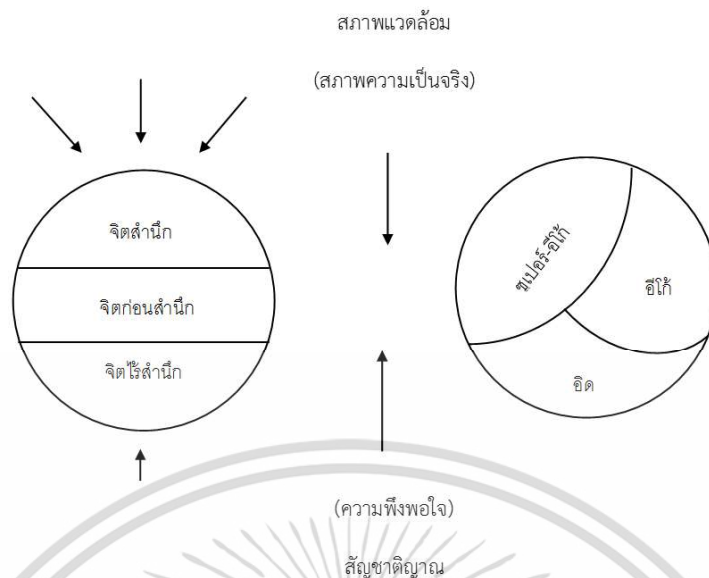 สภาพแวดล้อม
(สภาพความเป็นจริง)
จิตสำนึก
จิตก่อนสำนึก
จิตไร้สำนึก
ซูเปอร์-อีโก้
อีโก้
อิด
(ความพึงพอใจ)
สัญชาติญาณ